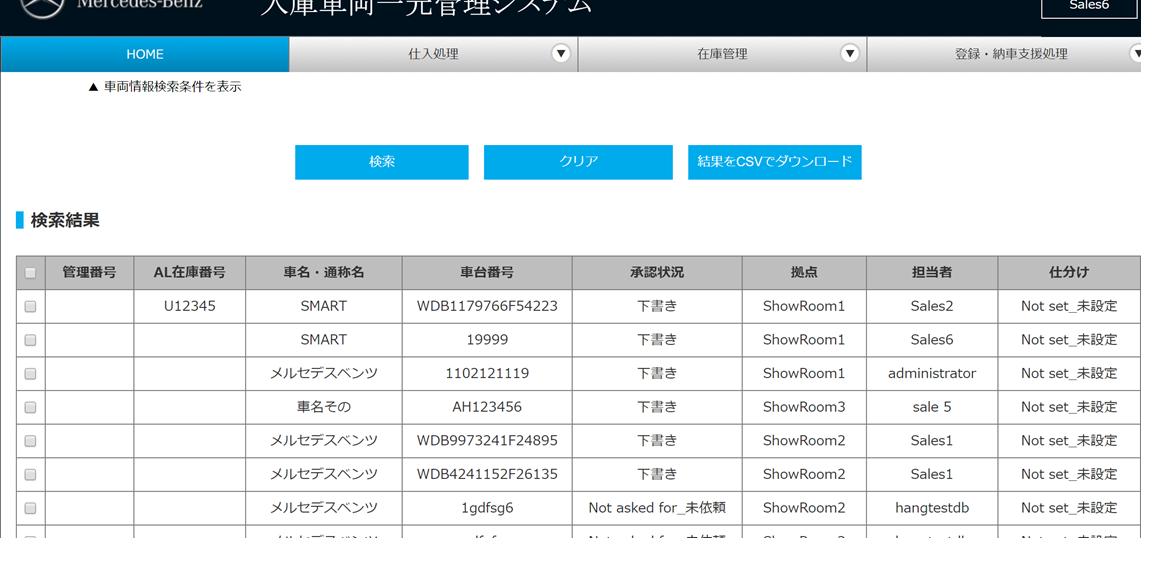 Mercedes-Benz 入庫車両一元管理システム Sales6
HOME 仕入処理 ▼ 在庫管理 ▼ 登録・納車支援処理 ▼
▲ 車両情報検索条件を表示
検索 クリア 結果をCSVでダウンロード
検索結果
管理番号 AL在庫番号 車名・通称名 車台番号 承認状況 拠点 担当者 仕分け
U12345 SMART WDB1179766F54223 下書き ShowRoom1 Sales2 Not set_未設定
SMART 19999 下書き ShowRoom1 Sales6 Not set_未設定
メルセデスベンツ 1102121119 下書き ShowRoom1 administrator Not set_未設定
車名その AH123456 下書き ShowRoom3 sale 5 Not set_未設定
メルセデスベンツ WDB9973241F24895 下書き ShowRoom2 Sales1 Not set_未設定
メルセデスベンツ WDB4241152F26135 下書き ShowRoom2 Sales1 Not set_未設定
メルセデスベンツ 1gdfsg6 Not asked for_未依頼 ShowRoom2 hangtestdb Not set_未設定